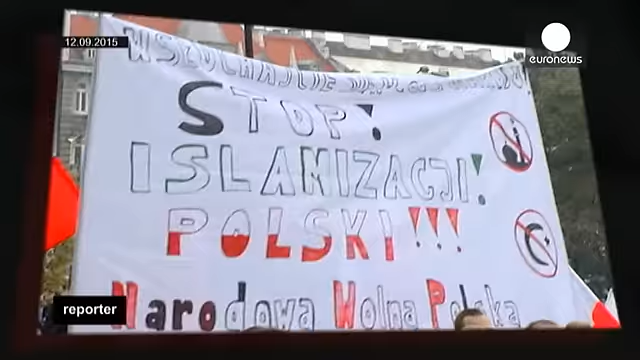 12.09.2015
euronews
STOP!
ISLAMIZACJI!
POLSKI!!!
Narodowa Wolna Polska
reporter